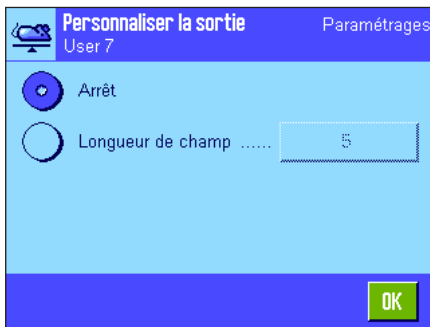 Personnaliser la sortie Paramétrages
User 7
Arrêt
Longueur de champ ...... 5
OK